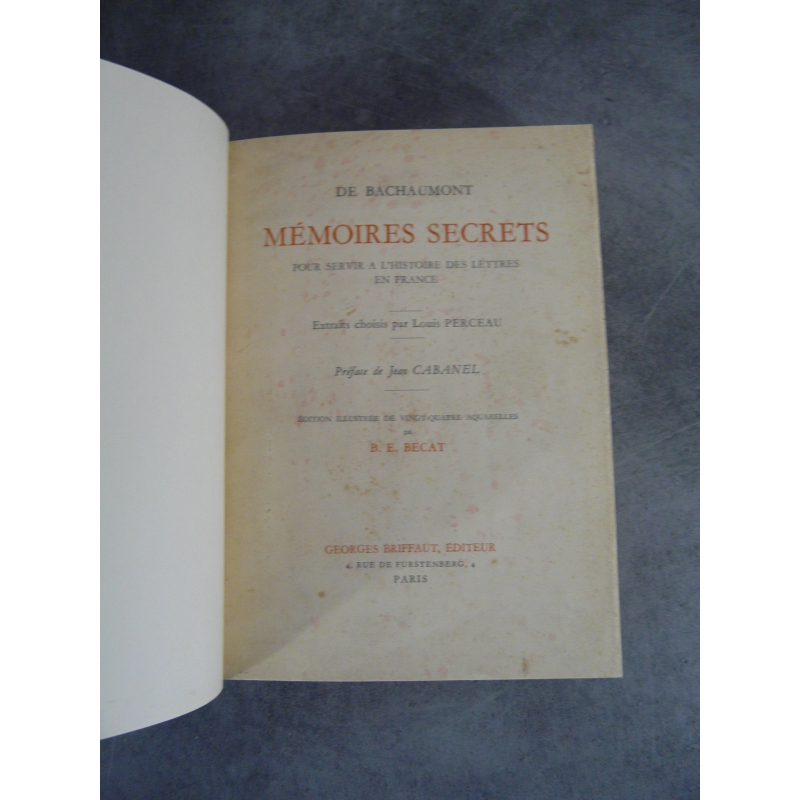 DE BACHAUMONT
MÉMOIRES SECRETS
POUR SERVIR A L'HISTOIRE DES LETTRES
EN FRANCE
Extraits choisis par Louis PERCEAU
Préface de Jean CABANEL
ÉDITION ILLUSTRÉE DE VINGT-QUATRE AQUARELLES
DE
B. E. BECAT
GEORGES BRIFFAUT, ÉDITEUR
4, RUE DE FURSTENBERG, 4
PARIS